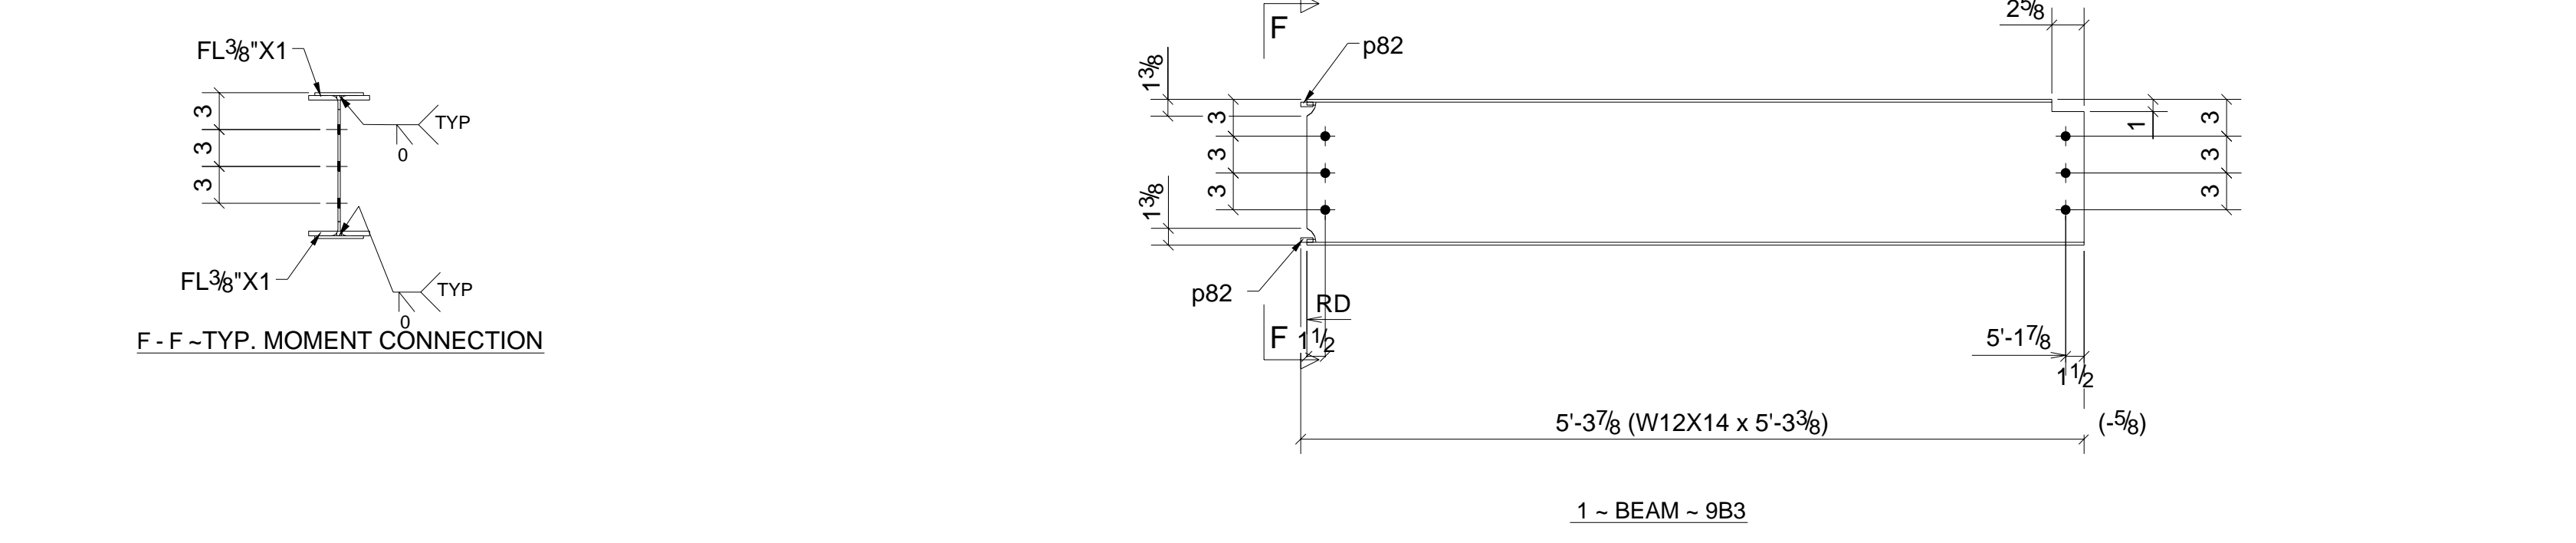 FL3/8"X1
3
3
3
TYP
0
FL3/8"X1
TYP
0
F - F ~TYP. MOMENT CONNECTION
F
p82
1 3/8
3
3
3
1 3/8
p82
RD
F
1 1/2
2 5/8
1
3
3
3
5'-1 7/8
1 1/2
5'-3 7/8 (W12X14 x 5'-3 3/8)
(-5/8)
1 ~ BEAM ~ 9B3